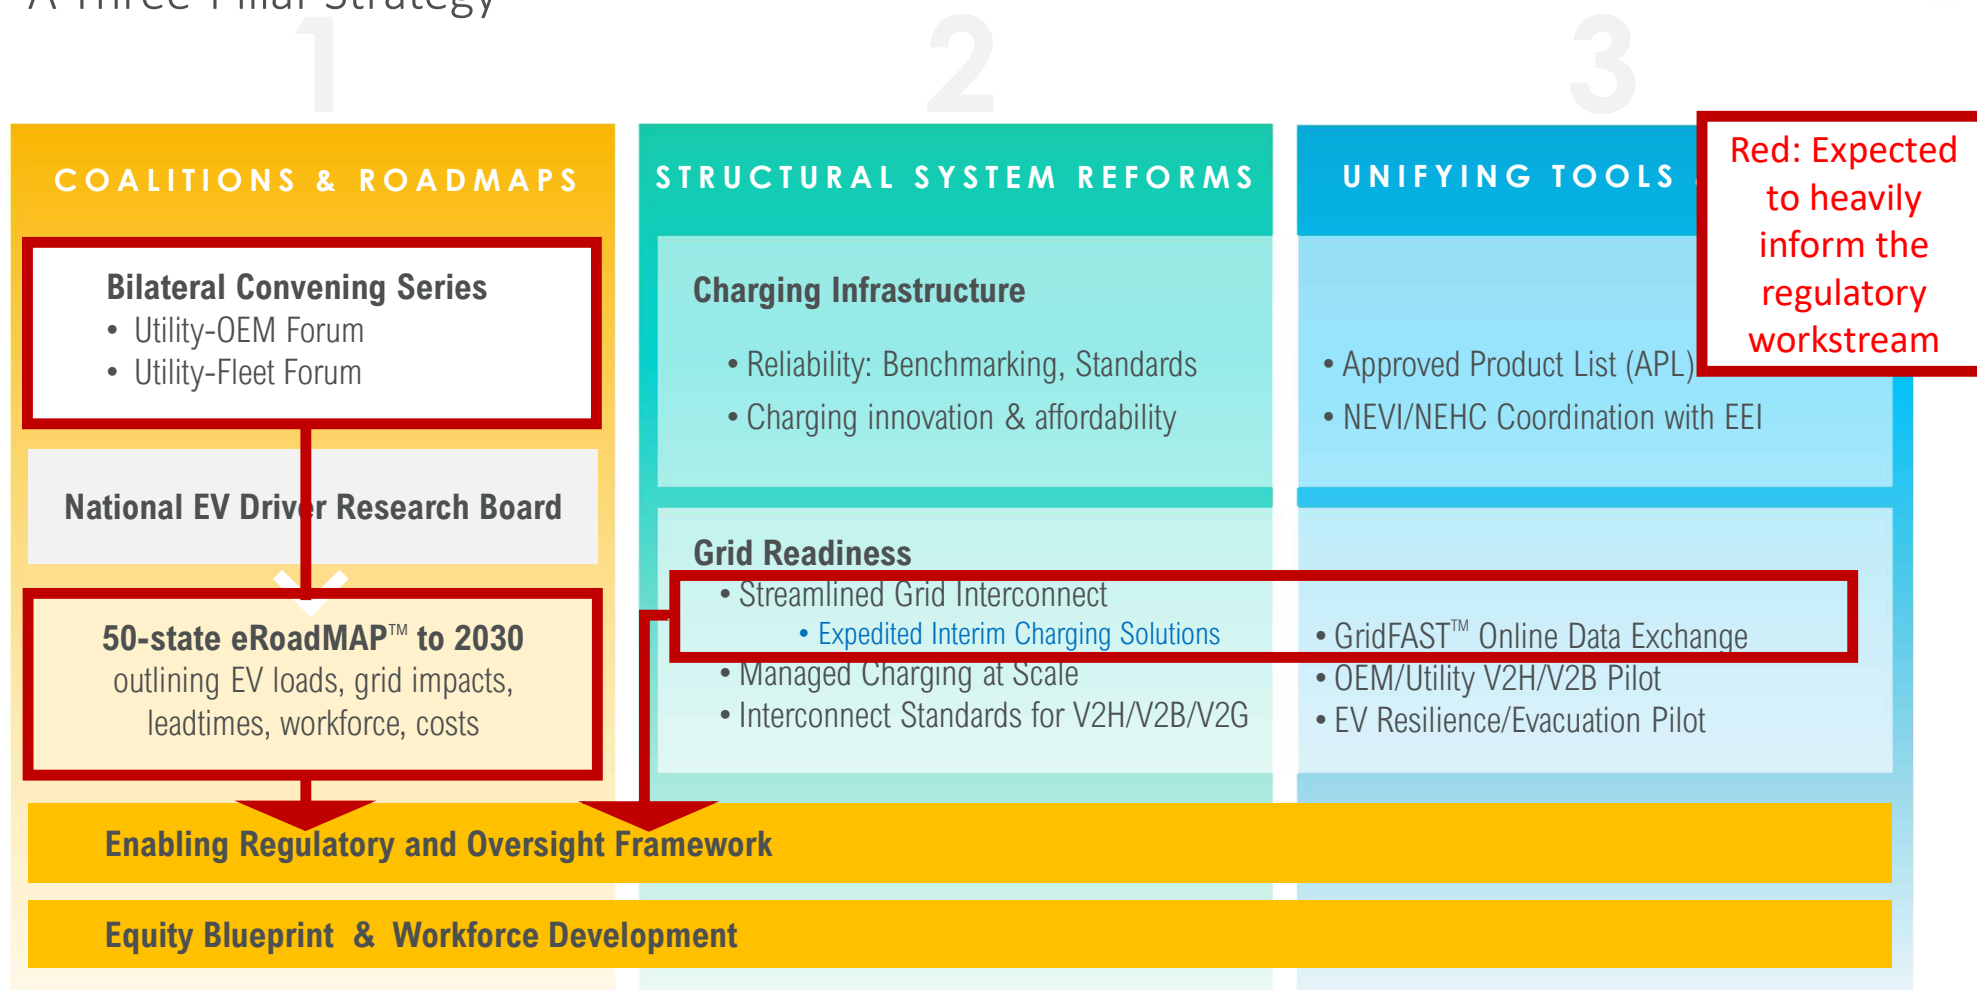 A Three-Pillar Strategy
1
2
3
COALITIONS & ROADMAPS
STRUCTURAL SYSTEM REFORMS
UNIFYING TOOLS
Red: Expected
to heavily
inform the
regulatory
workstream
Bilateral Convening Series
• Utility-OEM Forum
• Utility-Fleet Forum
National EV Driver Research Board
50-state eRoadMAP™ to 2030
outlining EV loads, grid impacts,
leadtimes, workforce, costs
Charging Infrastructure
• Reliability: Benchmarking, Standards
• Charging innovation & affordability
Grid Readiness
• Streamlined Grid Interconnect
• Expedited Interim Charging Solutions
• Managed Charging at Scale
• Interconnect Standards for V2H/V2B/V2G
• Approved Product List (APL)
• NEVI/NEHC Coordination with EEI
• GridFAST™ Online Data Exchange
• OEM/Utility V2H/V2B Pilot
• EV Resilience/Evacuation Pilot
Enabling Regulatory and Oversight Framework
Equity Blueprint & Workforce Development